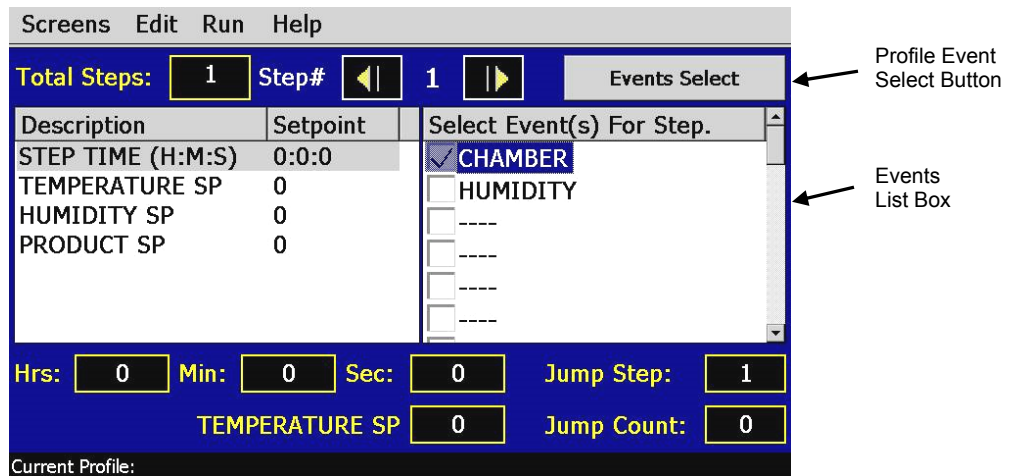 Screens Edit Run Help
Total Steps: 1 Step# 1 Events Select
Profile Event
Select Button
Description Setpoint Select Event(s) For Step.
STEP TIME (H:M:S) 0:0:0 CHAMBER
TEMPERATURE SP 0 HUMIDITY
HUMIDITY SP 0 ----
PRODUCT SP 0 ----
----
----
Events
List Box
Hrs: 0 Min: 0 Sec: 0 Jump Step: 1
TEMPERATURE SP 0 Jump Count: 0
Current Profile: